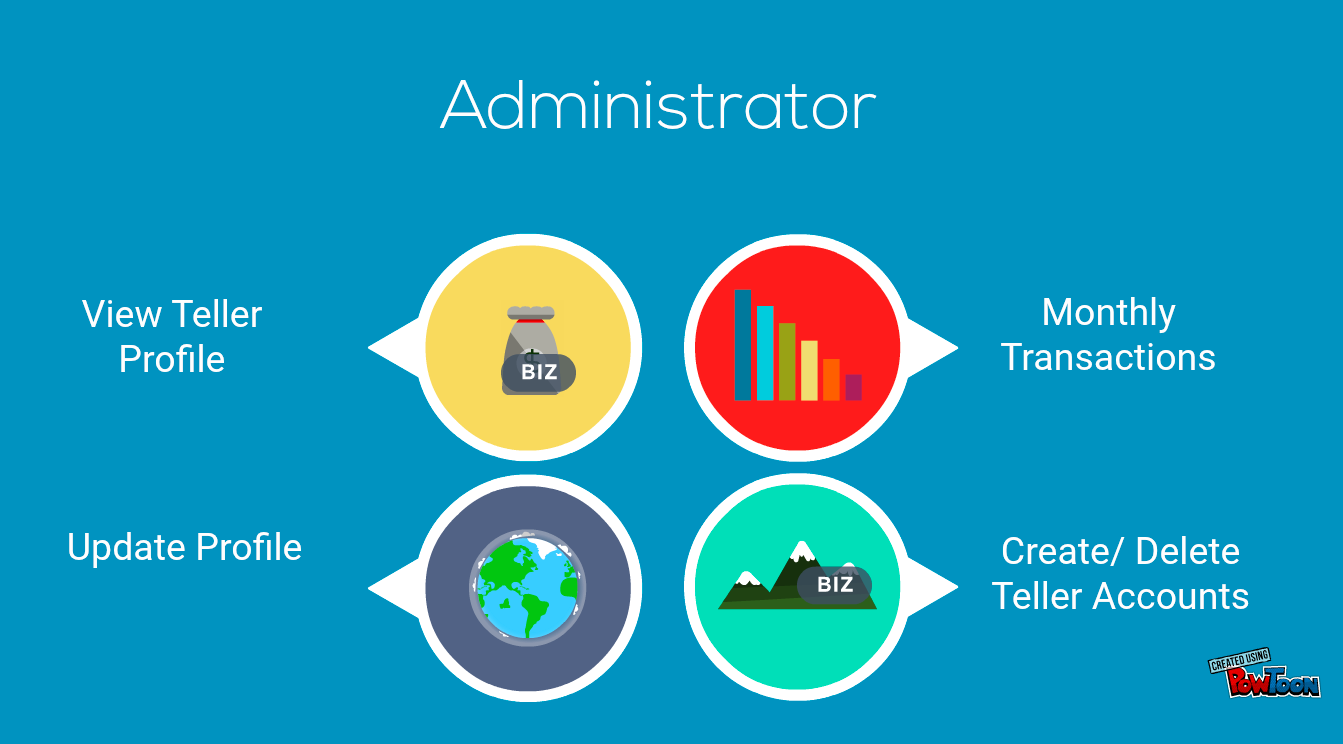 Administrator
View Teller
Profile
$
BIZ
Monthly
Transactions
Update Profile
BIZ
Create/ Delete
Teller Accounts
CREATED USING
POWTOON